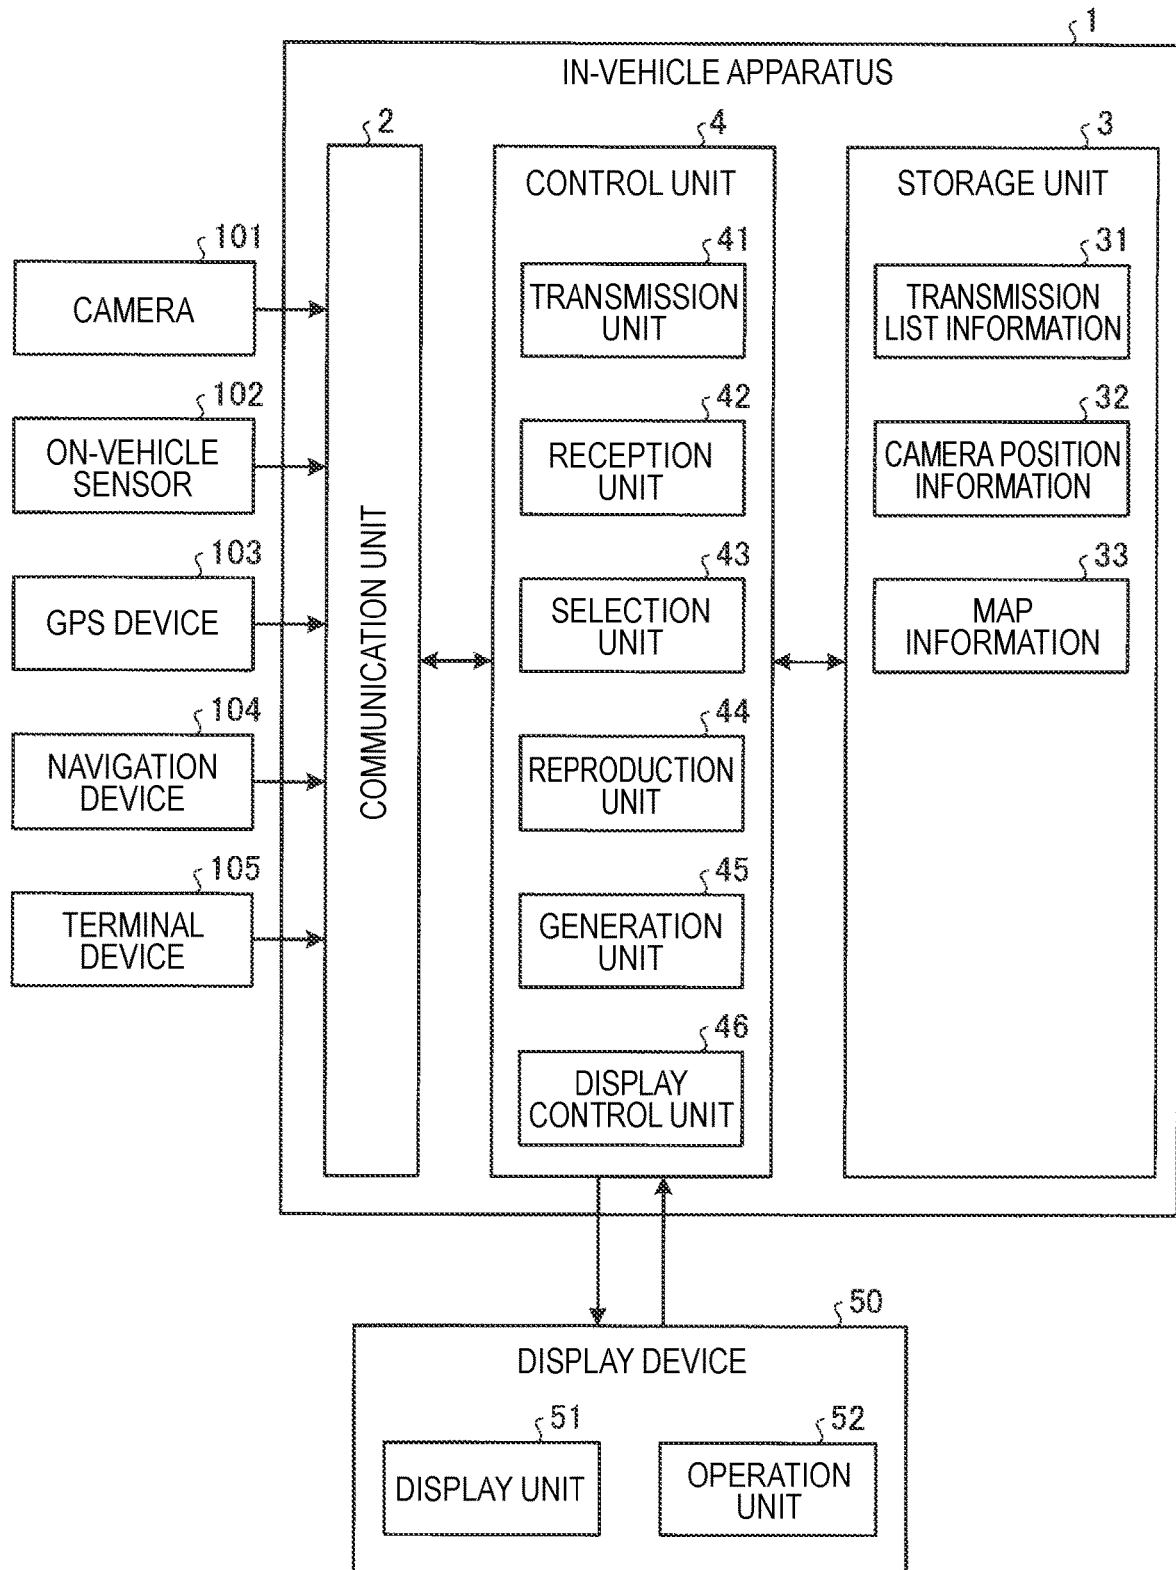 1
IN-VEHICLE APPARATUS
2
4
3
CONTROL UNIT
STORAGE UNIT
101
CAMERA
102
ON-VEHICLE
SENSOR
103
GPS DEVICE
104
NAVIGATION
DEVICE
105
TERMINAL
DEVICE
COMMUNICATION UNIT
41
TRANSMISSION
UNIT
42
RECEPTION
UNIT
43
SELECTION
UNIT
44
REPRODUCTION
UNIT
45
GENERATION
UNIT
46
DISPLAY
CONTROL UNIT
31
TRANSMISSION
LIST INFORMATION
32
CAMERA POSITION
INFORMATION
33
MAP
INFORMATION
50
DISPLAY DEVICE
51
DISPLAY UNIT
52
OPERATION
UNIT